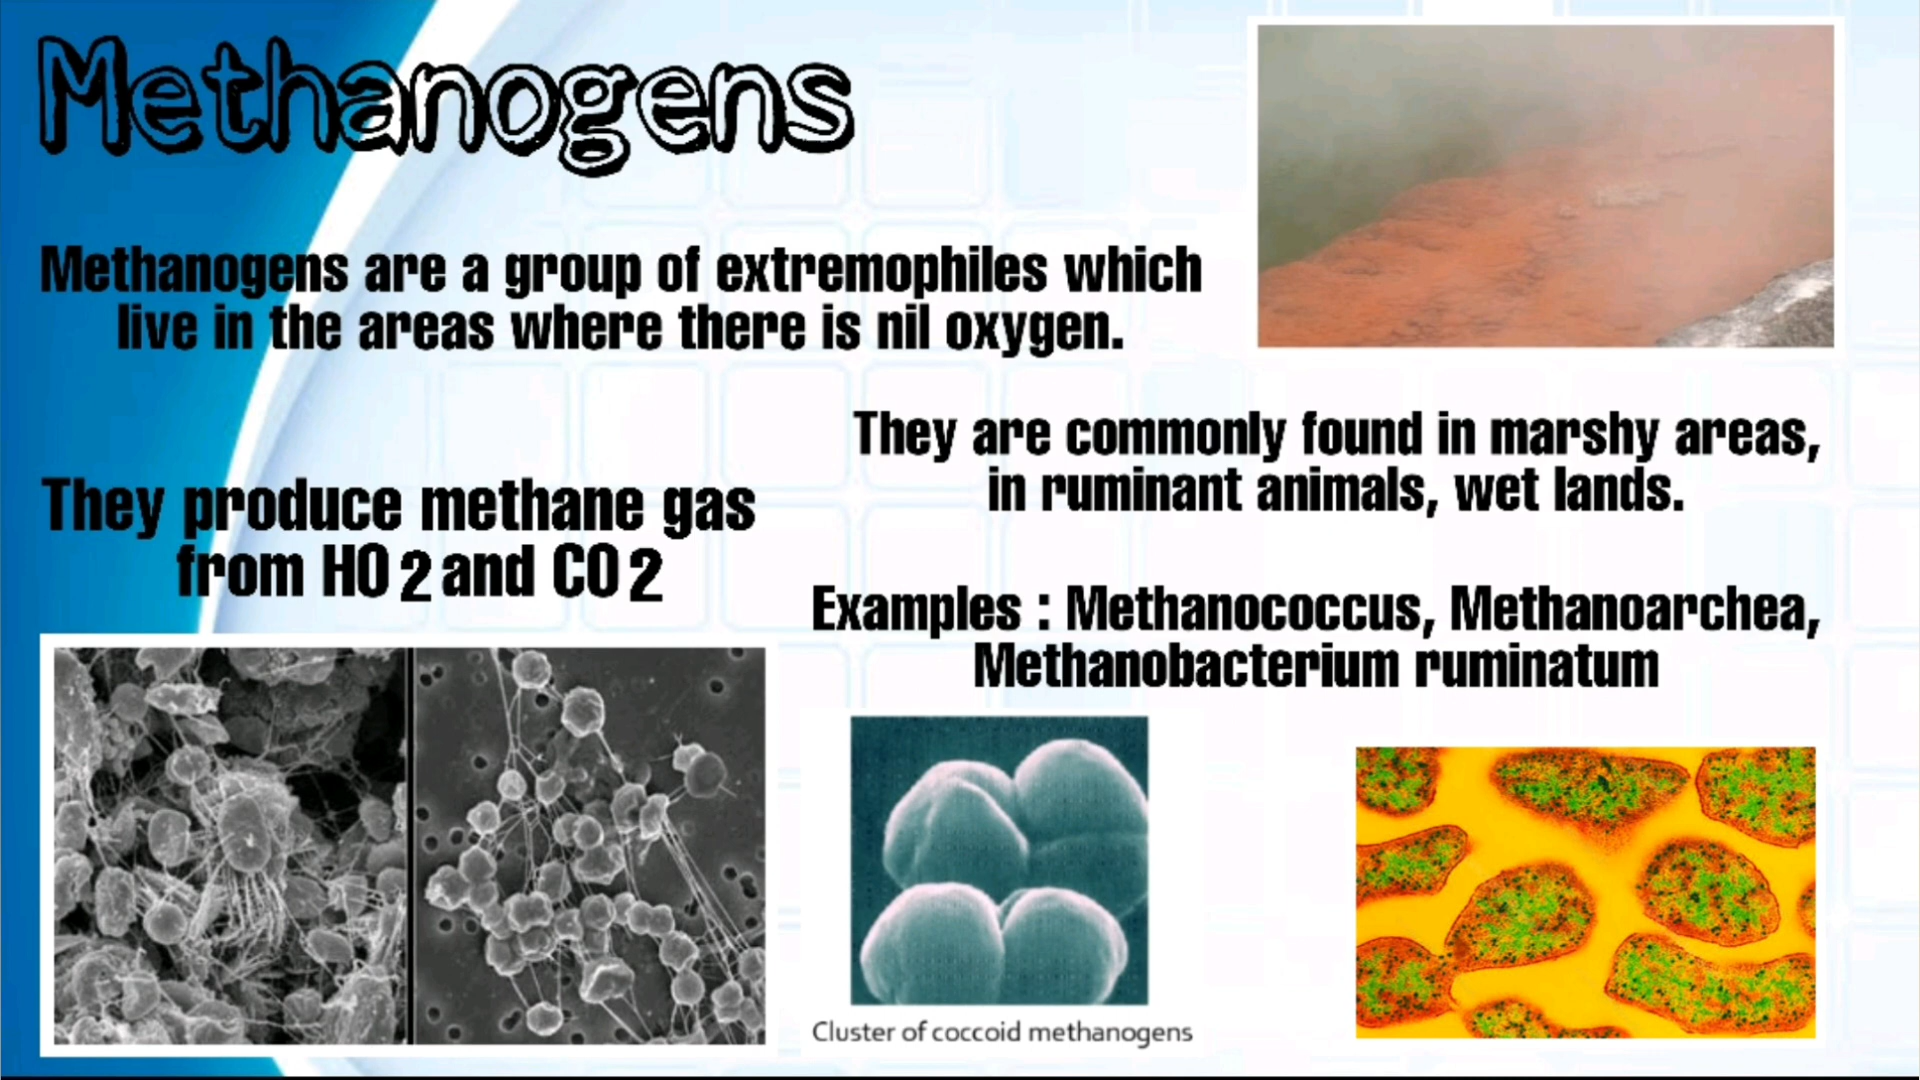 Methanogens
Methanogens are a group of extremophiles which
live in the areas where there is nil oxygen.
They are commonly found in marshy areas,
in ruminant animals, wet lands.
They produce methane gas
from HO 2 and CO 2
Examples : Methanococcus, Methanoarchea,
Methanobacterium ruminatum
Cluster of coccoid methanogens